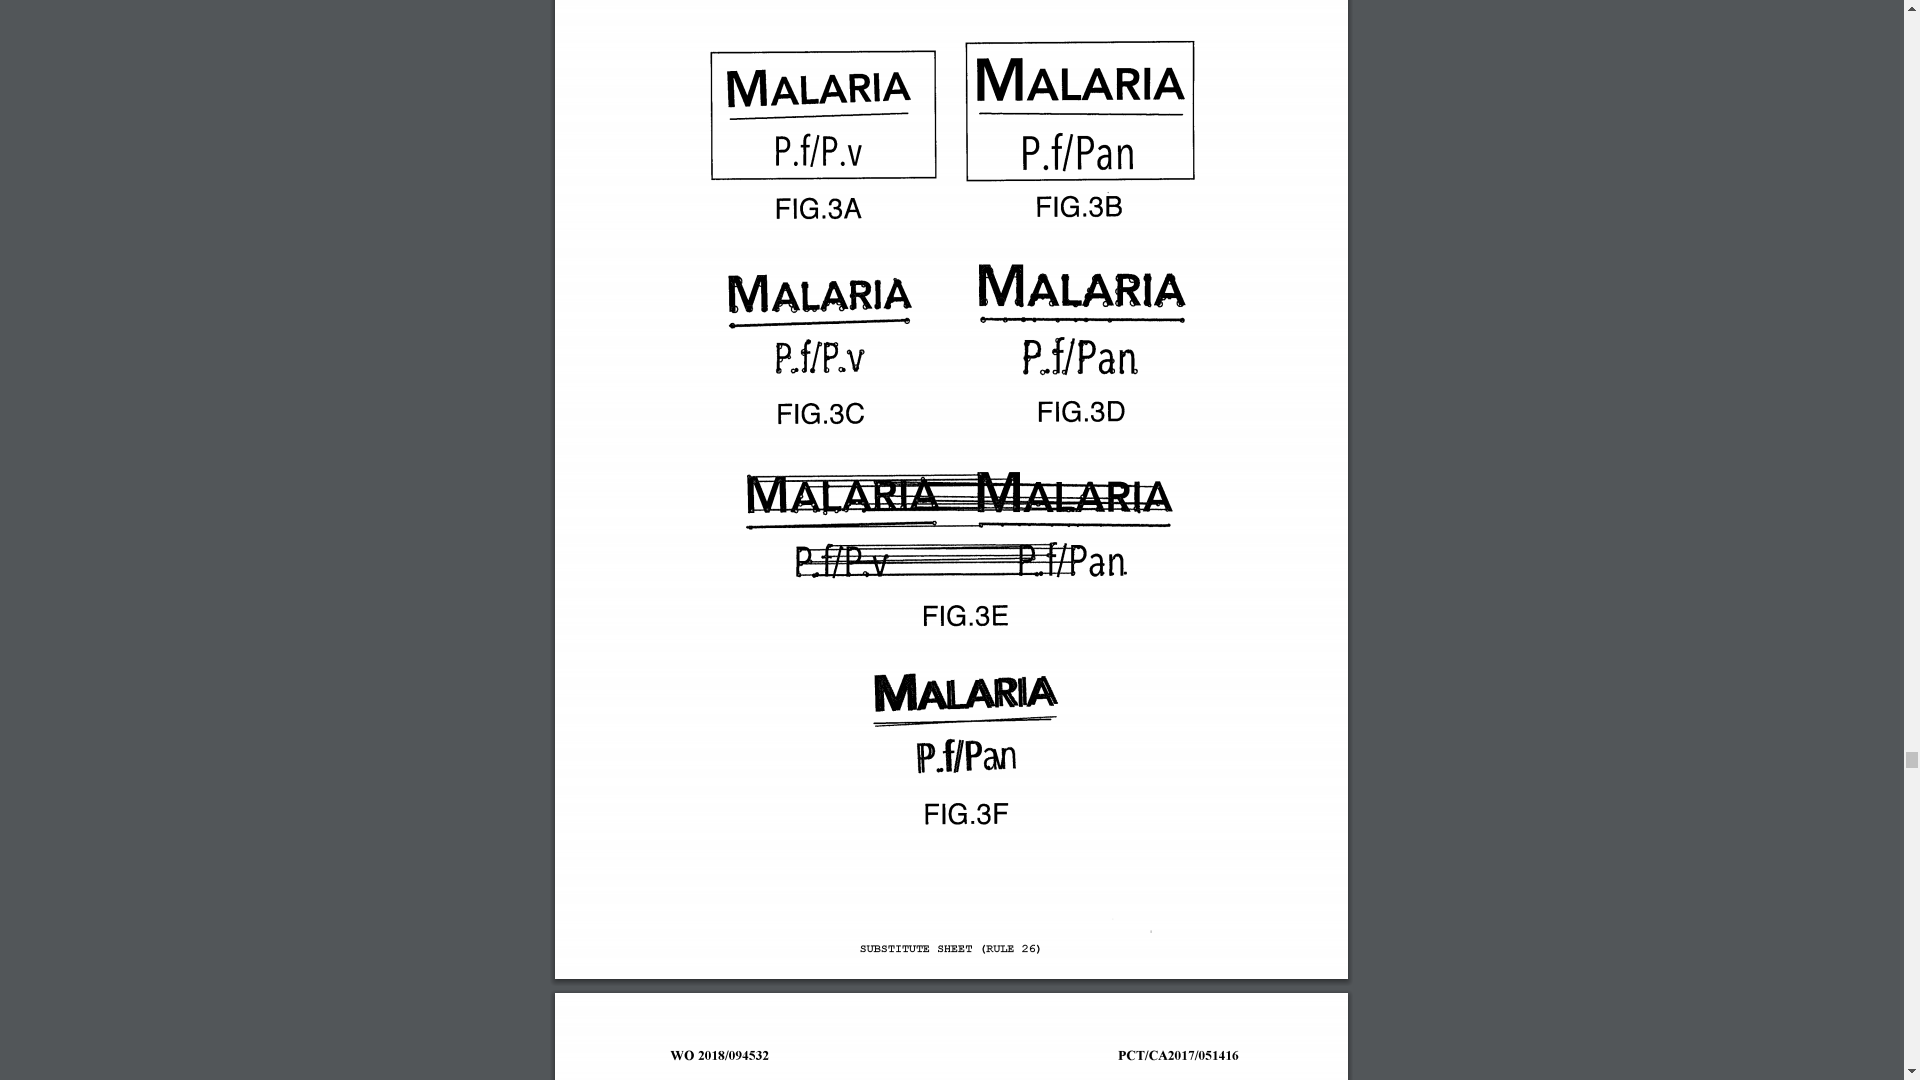 MALARIA MALARIA
P.f/P.v P.f/Pan
FIG.3A FIG.3B
MALARIA MALARIA
P.f/P.v P.f/Pan
FIG.3C FIG.3D
MALARIA MALARIA
P.f/P.v P.f/Pan
FIG.3E
MALARIA
P.f/Pan
FIG.3F
SUBSTITUTE SHEET (RULE 26)
WO 2018/094532 PCT/CA2017/051416